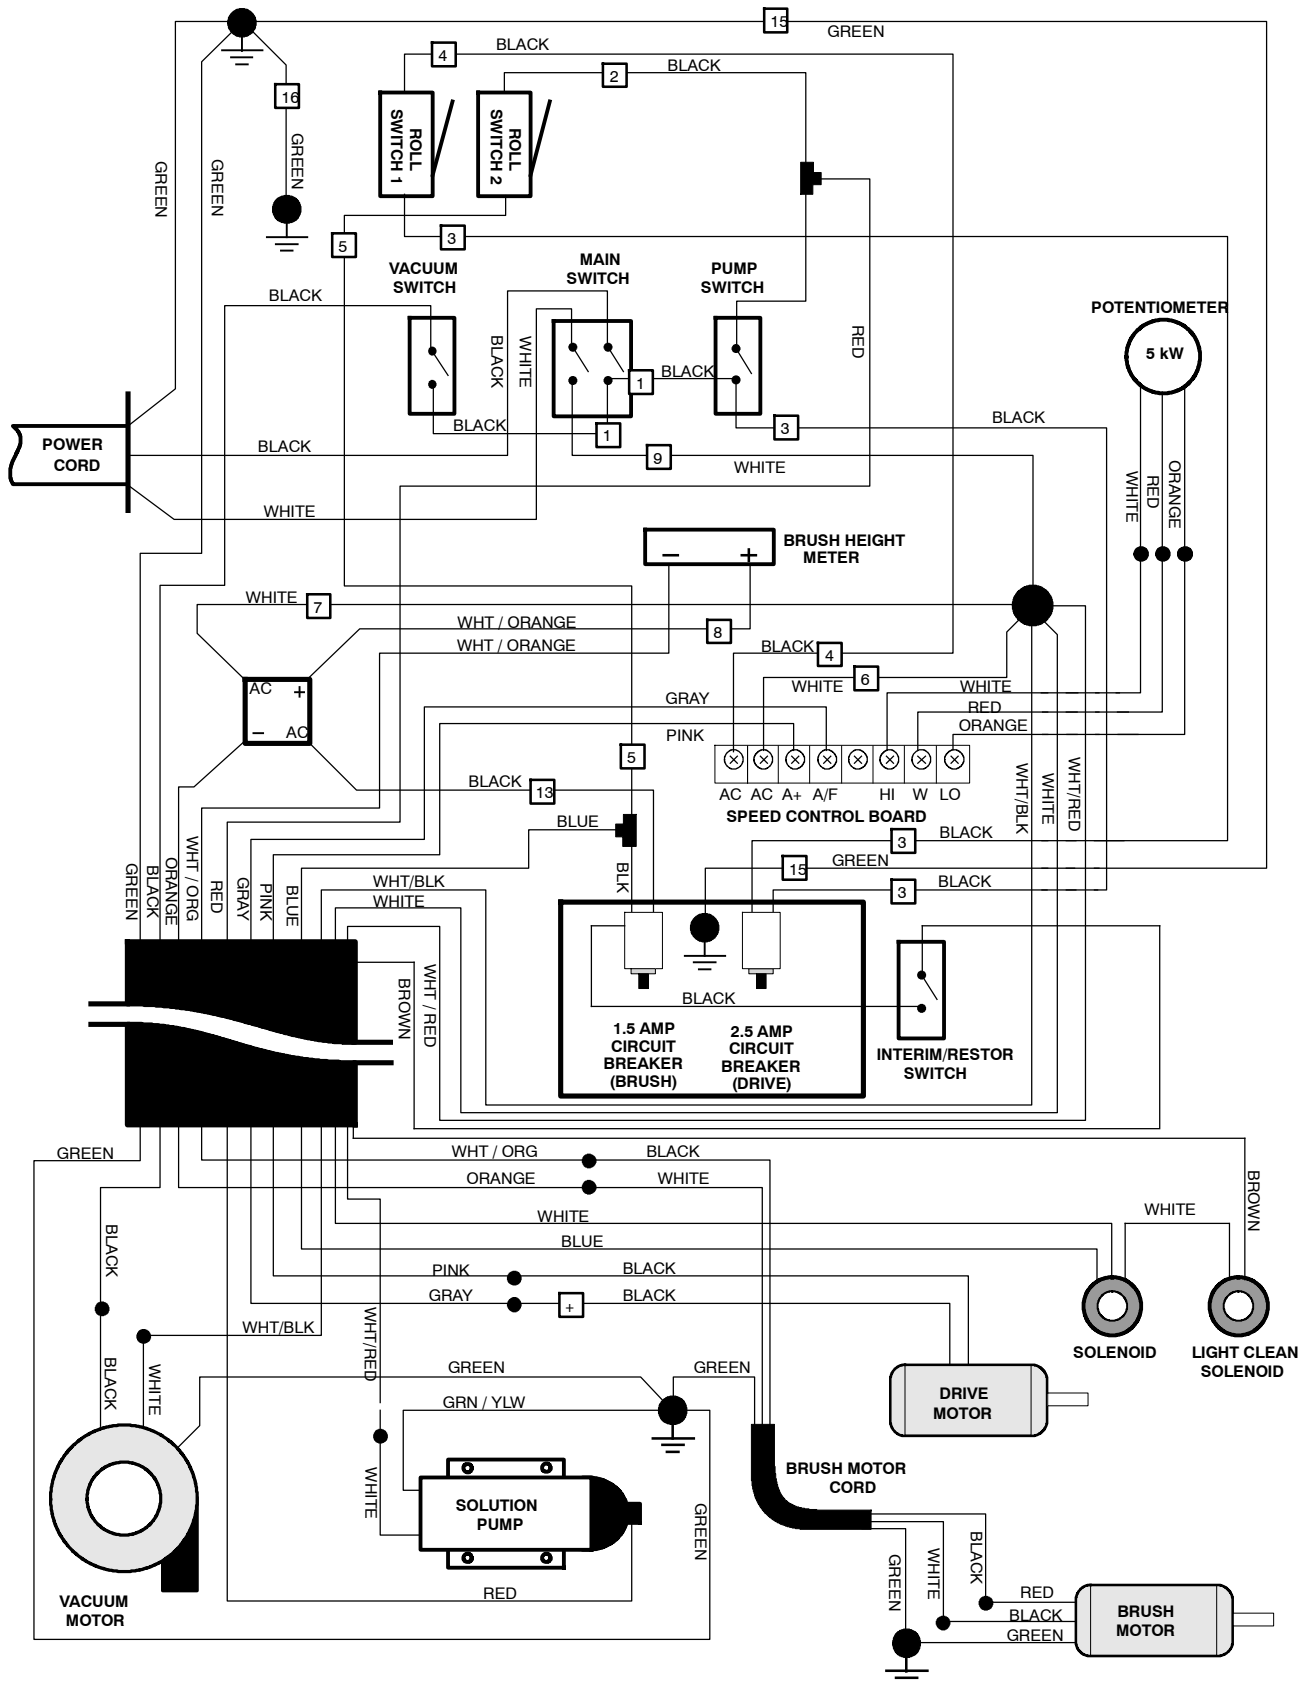 15
GREEN
4
BLACK
2
BLACK
16
ROLL
SWITCH 1
ROLL
SWITCH 2
GREEN
GREEN
GREEN
5
3
VACUUM
SWITCH
MAIN
SWITCH
PUMP
SWITCH
BLACK
POTENTIOMETER
5 kW
BLACK
WHITE
RED
1
BLACK
BLACK
1
3
BLACK
POWER
CORD
BLACK
9
WHITE
WHITE
RED
ORANGE
WHITE
BRUSH HEIGHT
METER
–
+
WHITE
7
WHT / ORANGE
8
WHT / ORANGE
BLACK
4
WHITE
6
WHITE
AC
+
–
AC
GRAY
RED
PINK
ORANGE
5
BLACK
13
AC
AC
A+
A/F
HI
W
LO
SPEED CONTROL BOARD
WHT/BLK
WHITE
WHT/RED
BLUE
3
BLACK
15
GREEN
BLK
3
BLACK
GREEN
BLACK
ORANGE
WHT / ORG
RED
GRAY
PINK
BLUE
WHT/BLK
WHITE
BROWN
WHT / RED
BLACK
1.5 AMP
CIRCUIT
BREAKER
(BRUSH)
2.5 AMP
CIRCUIT
BREAKER
(DRIVE)
INTERIM/RESTOR
SWITCH
GREEN
WHT / ORG
BLACK
ORANGE
WHITE
BROWN
WHITE
WHITE
BLUE
BLACK
PINK
BLACK
GRAY
+
BLACK
WHT/BLK
WHT/RED
SOLENOID
LIGHT CLEAN
SOLENOID
BLACK
WHITE
GREEN
GREEN
GRN / YLW
DRIVE
MOTOR
BRUSH MOTOR
CORD
WHITE
SOLUTION
PUMP
GREEN
GREEN
WHITE
BLACK
RED
RED
BLACK
GREEN
BRUSH
MOTOR
VACUUM
MOTOR